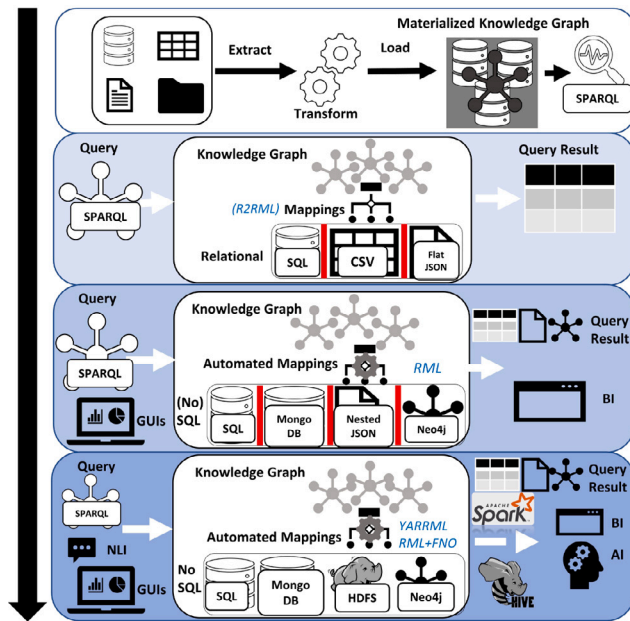 Materialized Knowledge Graph
Extract
Load
Transform
SPARQL
Query
Knowledge Graph
Query Result
SPARQL
(R2RML) Mappings
Relational
SQL
CSV
Flat
JSON
Query
Knowledge Graph
Query
Result
SPARQL
Automated Mappings
RML
(No)
SQL
GUIs
SQL
Mongo
DB
Nested
JSON
Neo4j
BI
Query
Knowledge Graph
Query
Result
SPARQL
APACHE
Spark
YARRML
RML+FNO
Automated Mappings
BI
NLI
AI
No
SQL
GUIs
SQL
Mongo
DB
HDFS
Neo4j
HIVE